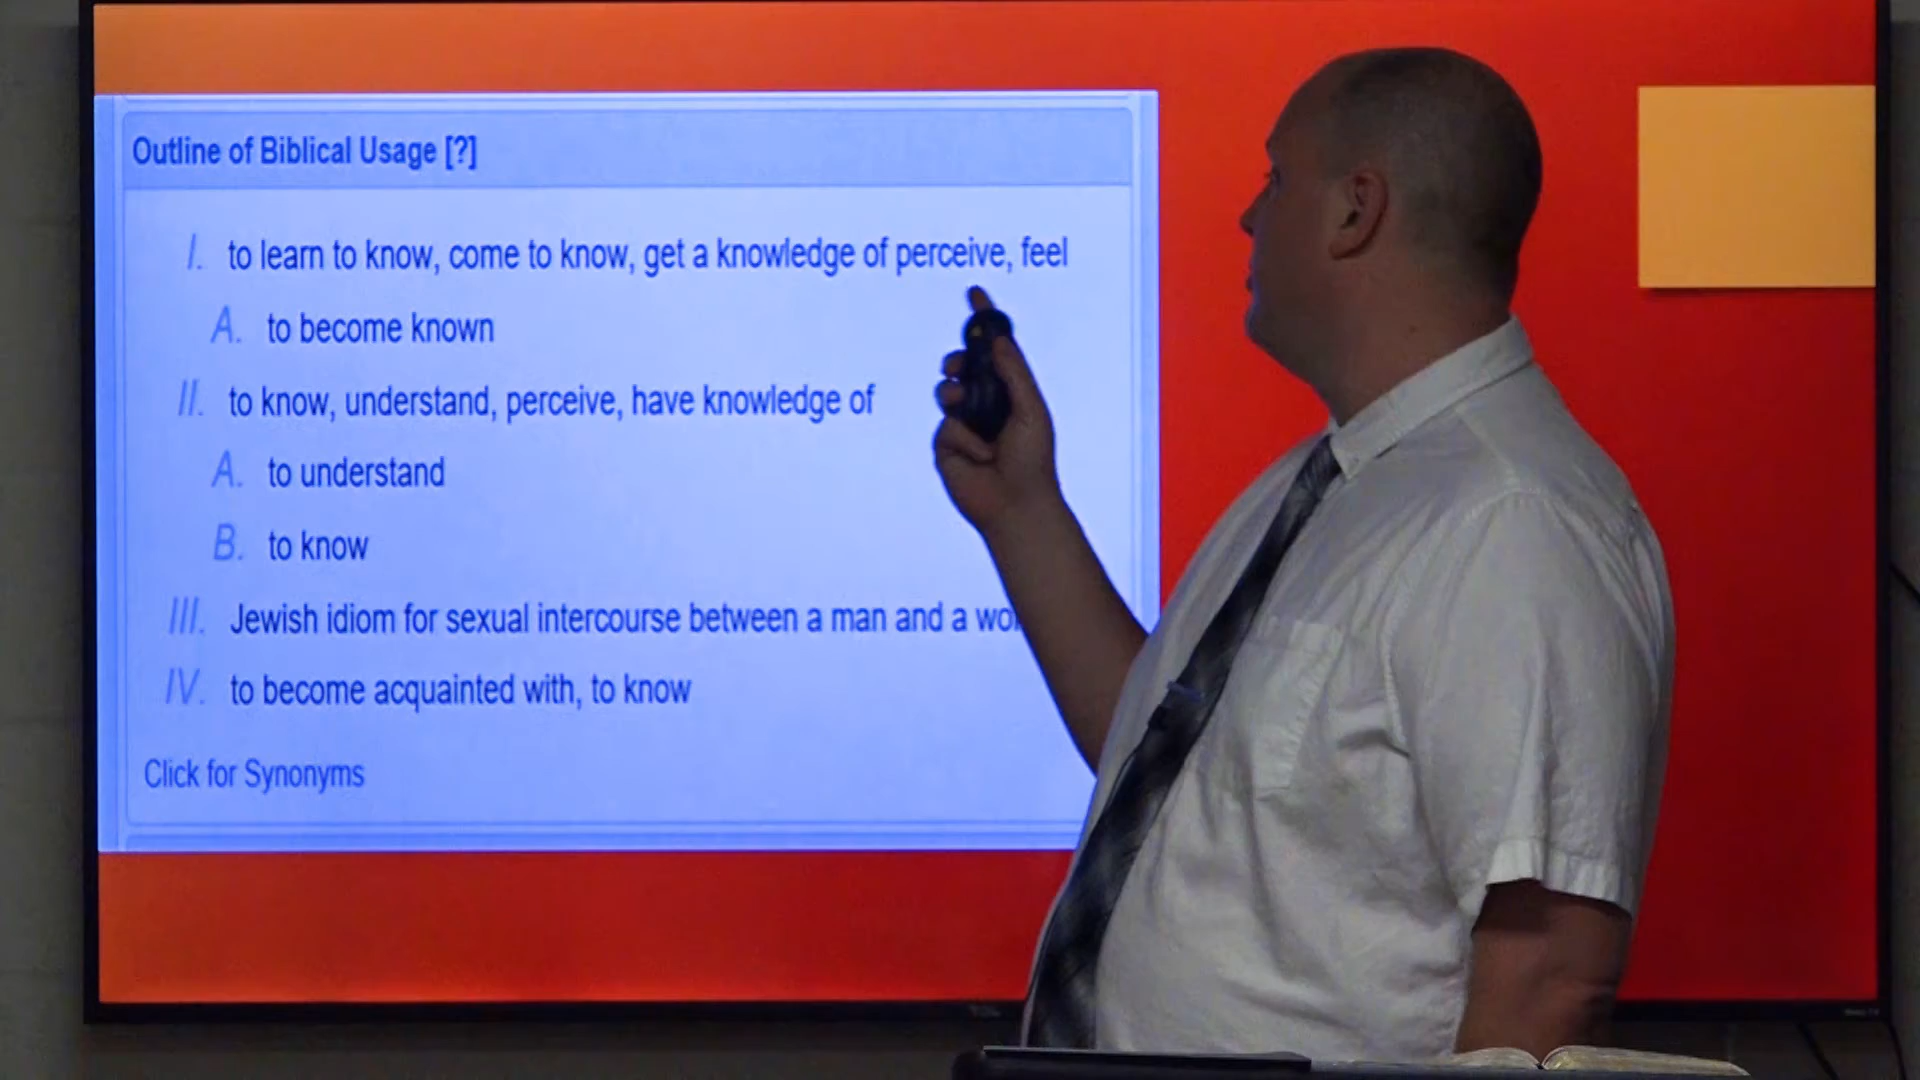 Outline of Biblical Usage [?]
I. to learn to know, come to know, get a knowledge of perceive, feel
A. to become known
II. to know, understand, perceive, have knowledge of
A. to understand
B. to know
III. Jewish idiom for sexual intercourse between a man and a
IV. to become acquainted with, to know
Click for Synonyms